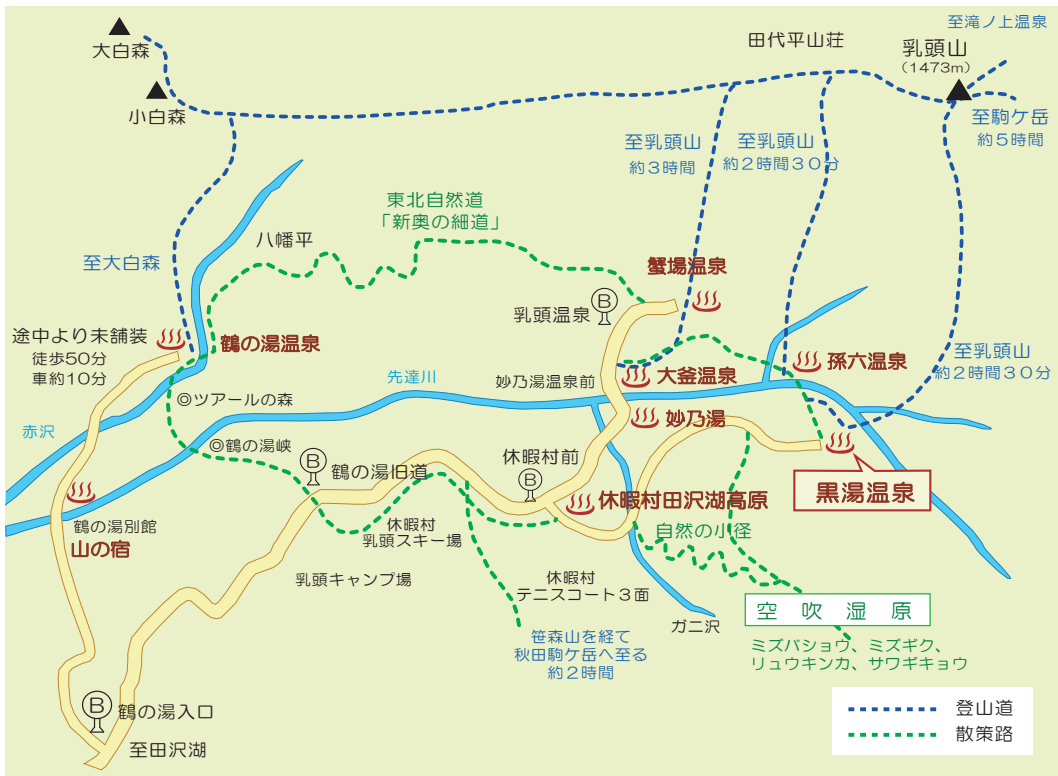 至滝ノ上温泉
大白森
田代平山荘
乳頭山
（1473m）
小白森
至駒ケ岳
約５時間
至乳頭山
約３時間
至乳頭山
約２時間３０分
東北自然道
「新奥の細道」
八幡平
至大白森
蟹場温泉
B
乳頭温泉
途中より未舗装
徒歩50分
車約１０分
鶴の湯温泉
至乳頭山
約２時間３０分
孫六温泉
大釜温泉
先達川
妙乃湯温泉前
◎ツアールの森
妙乃湯
赤沢
◎鶴の湯峡
B
鶴の湯旧道
休暇村前
B
黒湯温泉
休暇村田沢湖高原
鶴の湯別館
山の宿
休暇村
乳頭スキー場
自然の小径
乳頭キャンプ場
休暇村
テニスコート３面
空吹湿原
ガニ沢
笹森山を経て
秋田駒ケ岳へ至る
約２時間
ミズバショウ、ミズギク、
リュウキンカ、サワギキョウ
B
鶴の湯入口
至田沢湖
登山道
散策路